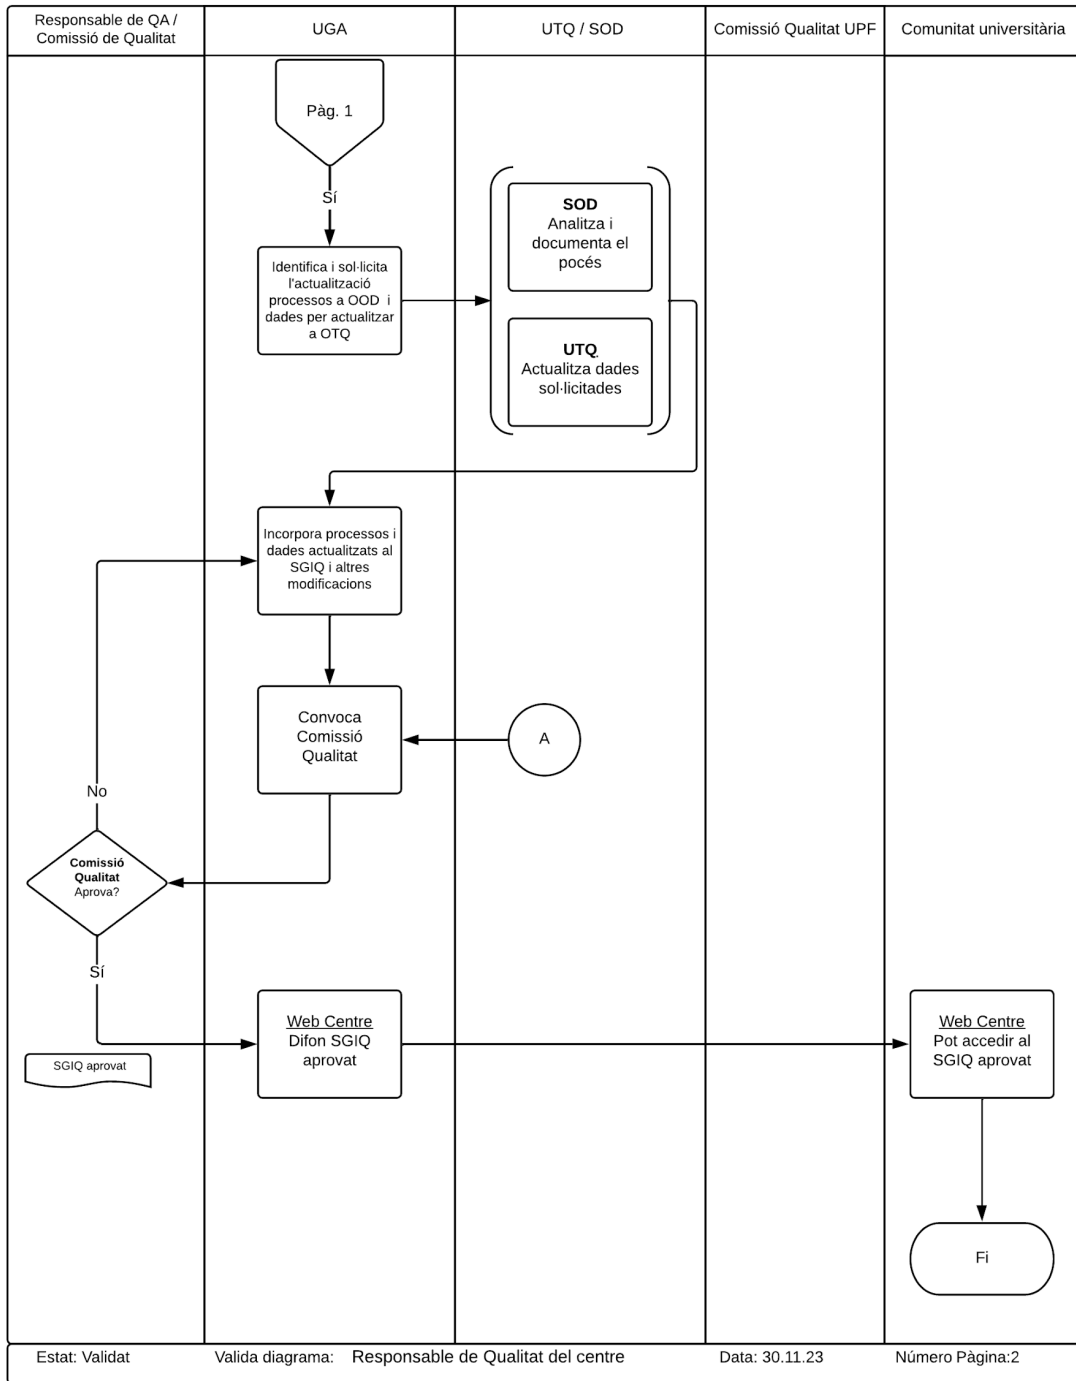 Responsable de QA /
Comissió de Qualitat
UGA
UTQ / SOD
Comissió Qualitat UPF
Comunitat universitària
Pàg. 1
Sí
SOD
Analitza i
documenta el
pocés
Identifica i sol·licita
l'actualització
processos a OOD i
dades per actualitzar
a OTQ
UTQ
Actualitza dades
sol·licitades
Incorpora processos i
dades actualitzats al
SGIQ i altres
modificacions
Convoca
Comissió
Qualitat
A
No
Comissió
Qualitat
Aprova?
Sí
Web Centre
Difon SGIQ
aprovat
Web Centre
Pot accedir al
SGIQ aprovat
SGIQ aprovat
Fi
Estat: Validat
Valida diagrama: Responsable de Qualitat del centre
Data: 30.11.23
Número Pàgina:2